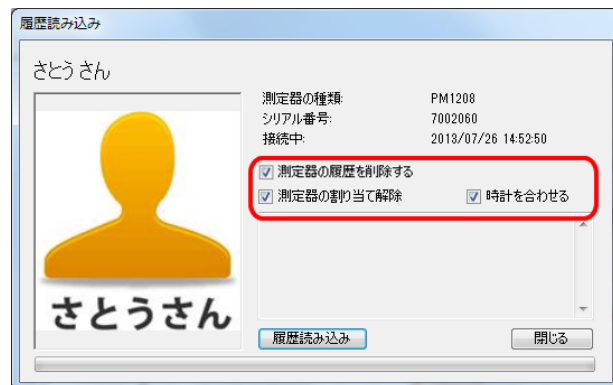 履歴読み込み
さとうさん
測定器の種類: PM1208
シリアル番号: 7002060
接続中: 2013/07/26 14:52:50
測定器の履歴を削除する
測定器の割り当て解除 時計を合わせる
さとうさん
履歴読み込み 閉じる